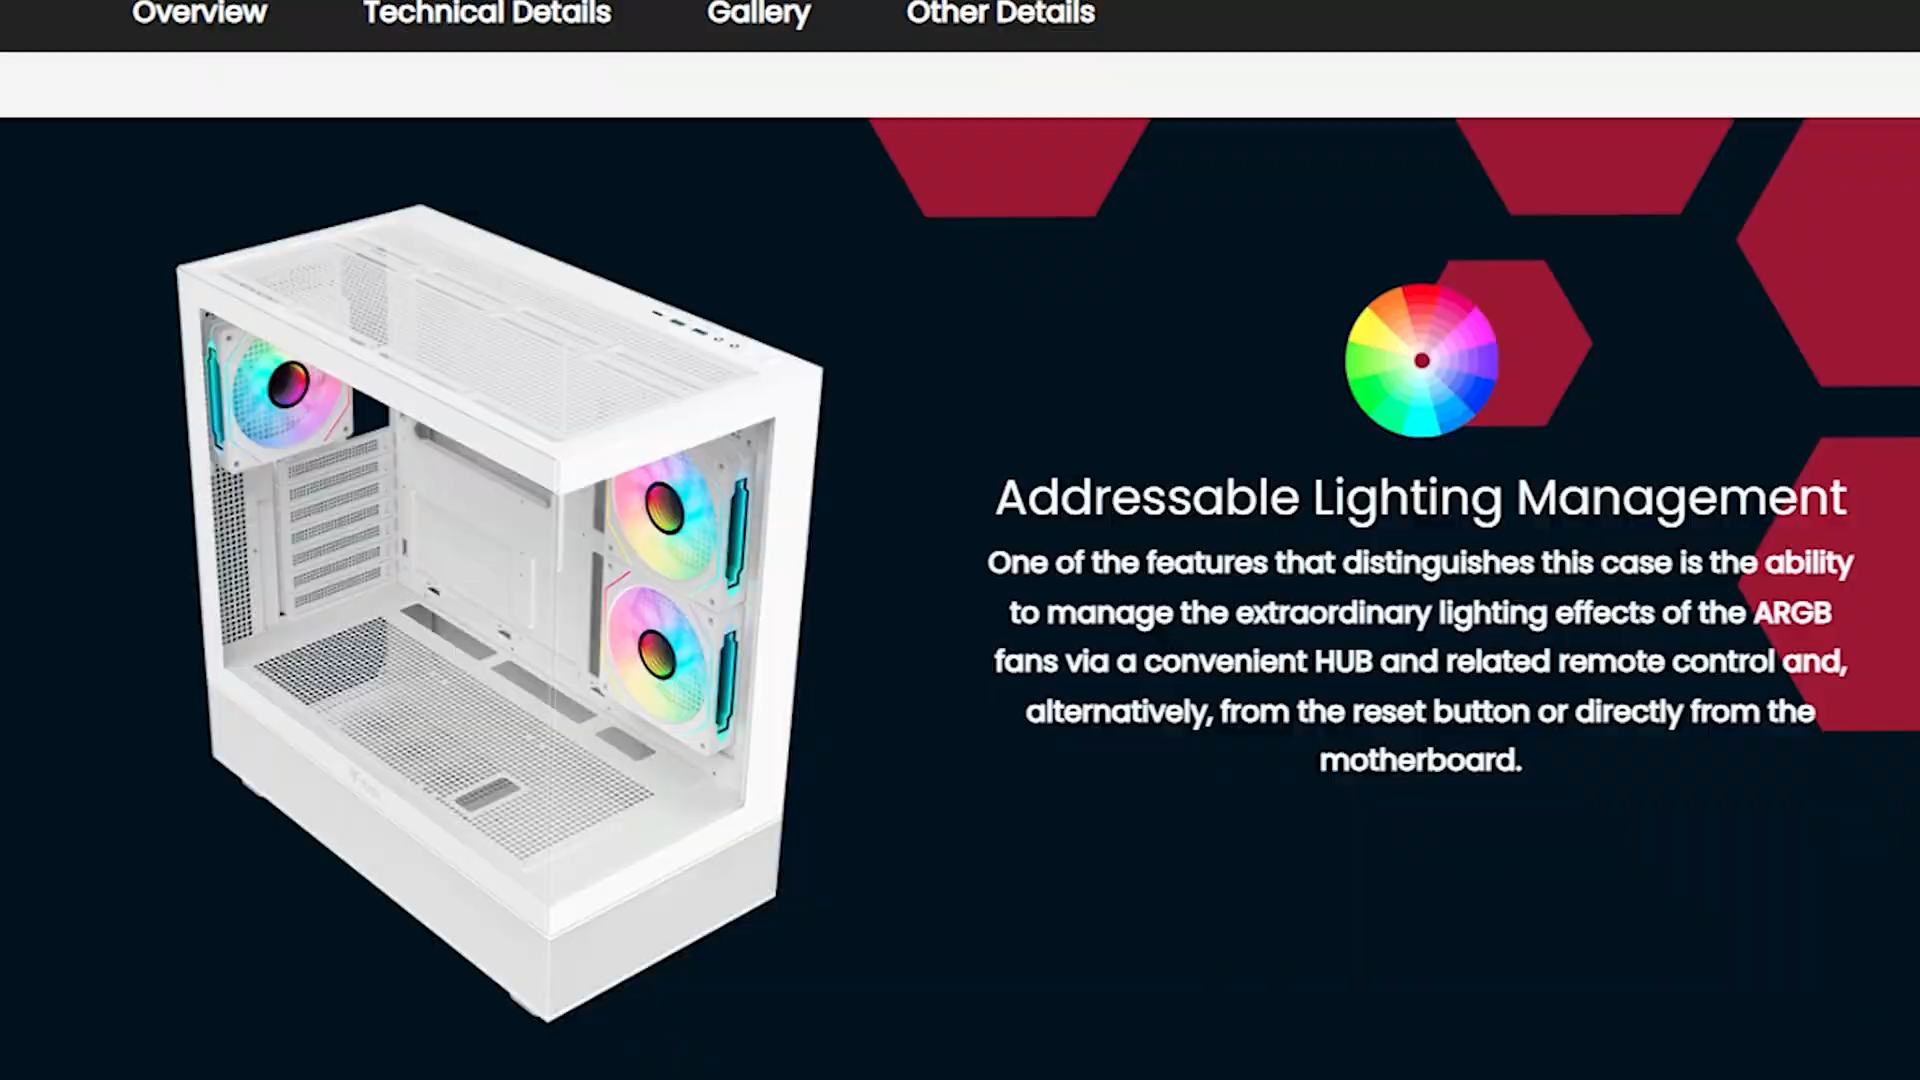 Overview Technical Details Gallery Other Details
Addressable Lighting Management
One of the features that distinguishes this case is the ability
to manage the extraordinary lighting effects of the ARGB
fans via a convenient HUB and related remote control and,
alternatively, from the reset button or directly from the
motherboard.